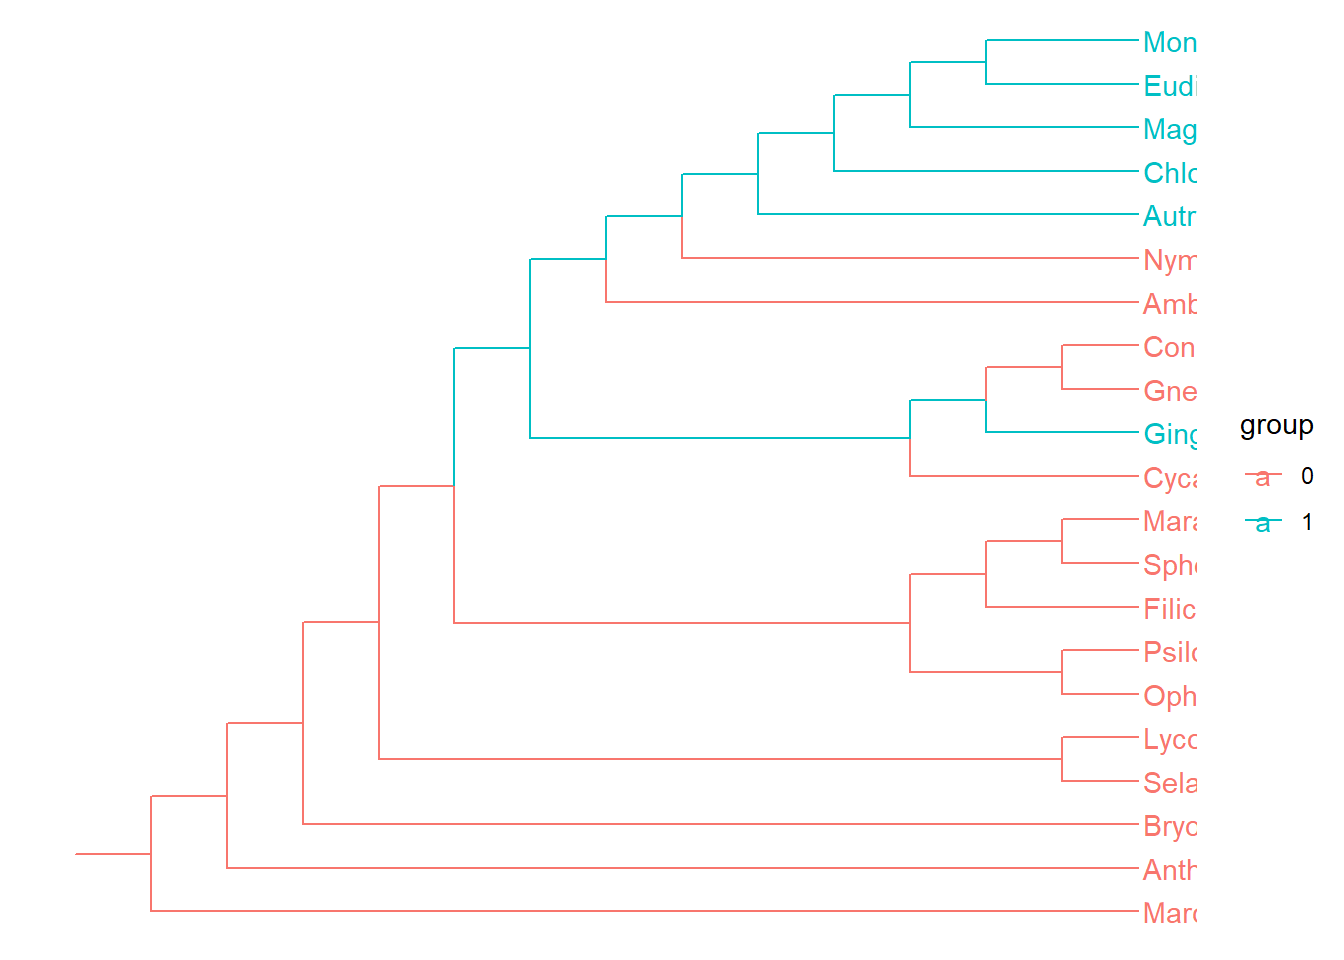 Mon
Eudi
Mag
Chlo
Autr
Nym
Amb
Con
Gne
Ging
Cyca
Mara
Sphe
Filic
Psilo
Oph
Lyco
Sela
Bryo
Anth
Marc
group
a 0
a 1